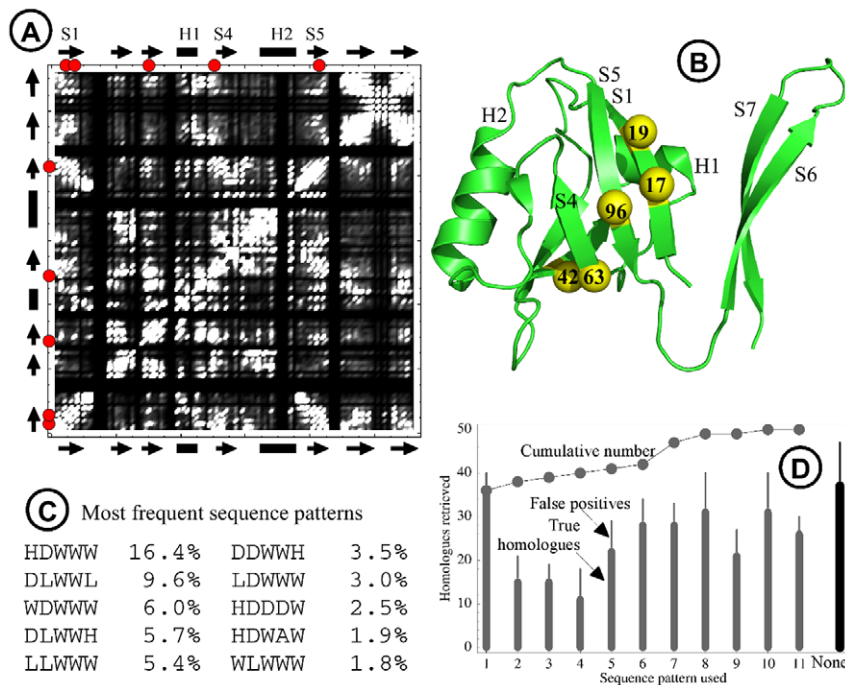 A
S1 H1 S4 H2 S5
B
S5
S1
H2
19
S7
H1
17
S6
S4
96
42 63
C Most frequent sequence patterns
HDWWW 16.4% DDWWH 3.5%
DLWWL 9.6% LDWWW 3.0%
WDWWW 6.0% HDDDW 2.5%
DLWWH 5.7% HDWAW 1.9%
LLWWW 5.4% WLWWW 1.8%
D
Cumulative number
False positives
True
homologues
Homologues retrieved
50
40
30
20
10
0
1 2 3 4 5 6 7 8 9 10 11 None
Sequence pattern used